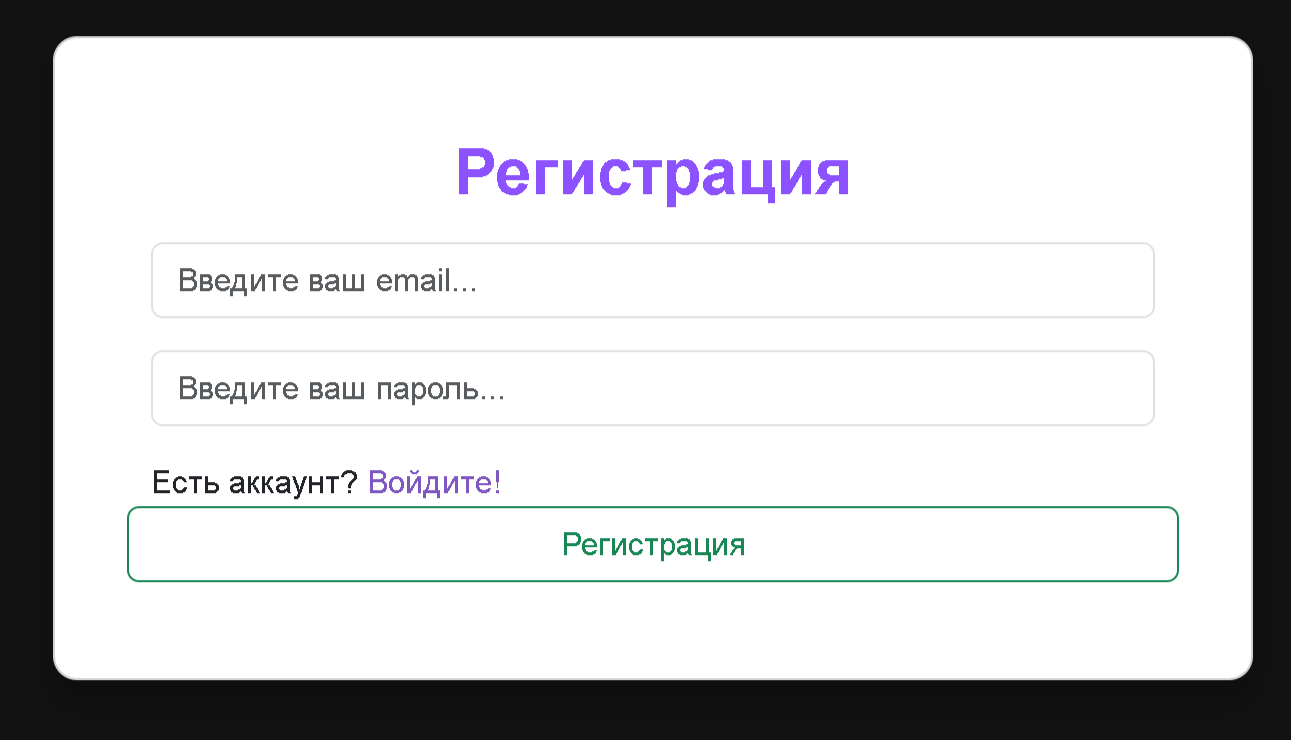 Регистрация
Введите ваш email...
Введите ваш пароль...
Есть аккаунт? Войдите!
Регистрация